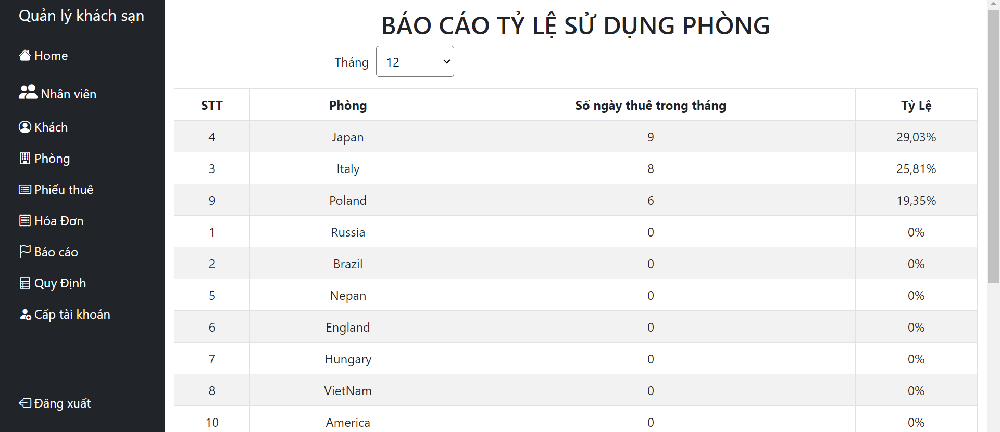 Quản lý khách sạn
Home
Nhân viên
Khách
Phòng
Phiếu thuê
Hóa Đơn
Báo cáo
Quy Định
Cấp tài khoản
Đăng xuất
BÁO CÁO TỶ LỆ SỬ DỤNG PHÒNG
Tháng 12
STT Phòng Số ngày thuê trong tháng Tỷ Lệ
4 Japan 9 29,03%
3 Italy 8 25,81%
9 Poland 6 19,35%
1 Russia 0 0%
2 Brazil 0 0%
5 Nepan 0 0%
6 England 0 0%
7 Hungary 0 0%
8 VietNam 0 0%
10 America 0 0%